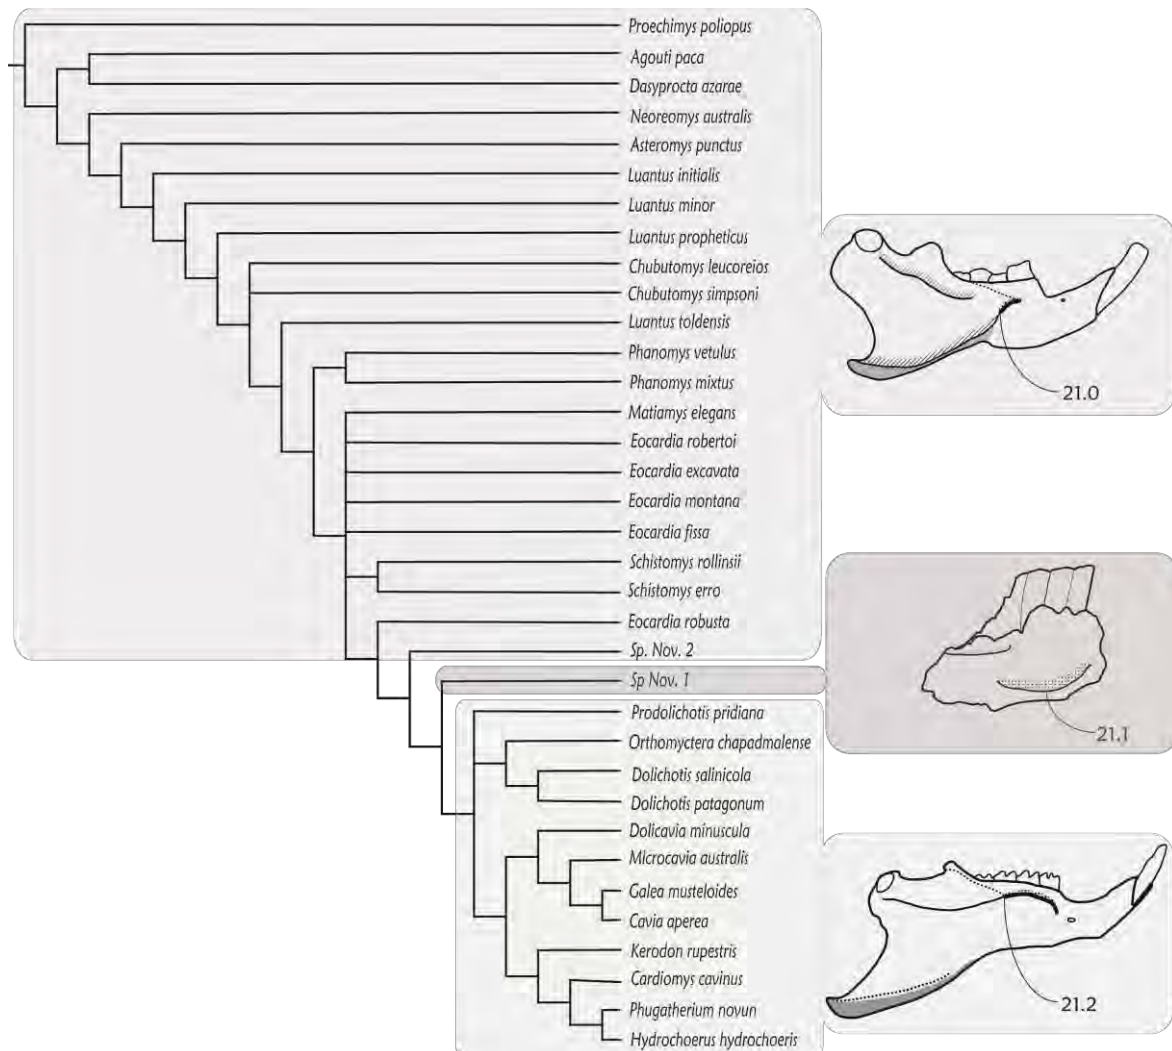 Proechimys poliopus
Agouti paca
Dasyprocta azarae
Neoreomys australis
Asteromys punctus
Luantus initialis
Luantus minor
Luantus propheticus
Chubutomys leucoreios
Chubutomys simpsoni
Luantus toldensis
Phanomys vetulus
Phanomys mixtus
Matiamys elegans
Eocardia robertoi
Eocardia excavata
Eocardia montana
Eocardia fissa
Schistomys rollinsii
Schistomys erro
Eocardia robusta
Sp. Nov. 2
Sp Nov. 1
Prodolichotis pridiana
Orthomyctera chapadmalense
Dolichotis salinicola
Dolichotis patagonum
Dolicavia minuscula
MIcrocavia australis
Galea musteloides
Cavia aperea
Kerodon rupestris
Cardiomys cavinus
Phugatherium novun
Hydrochoerus hydrochoeris
21.0
21.1
21.2